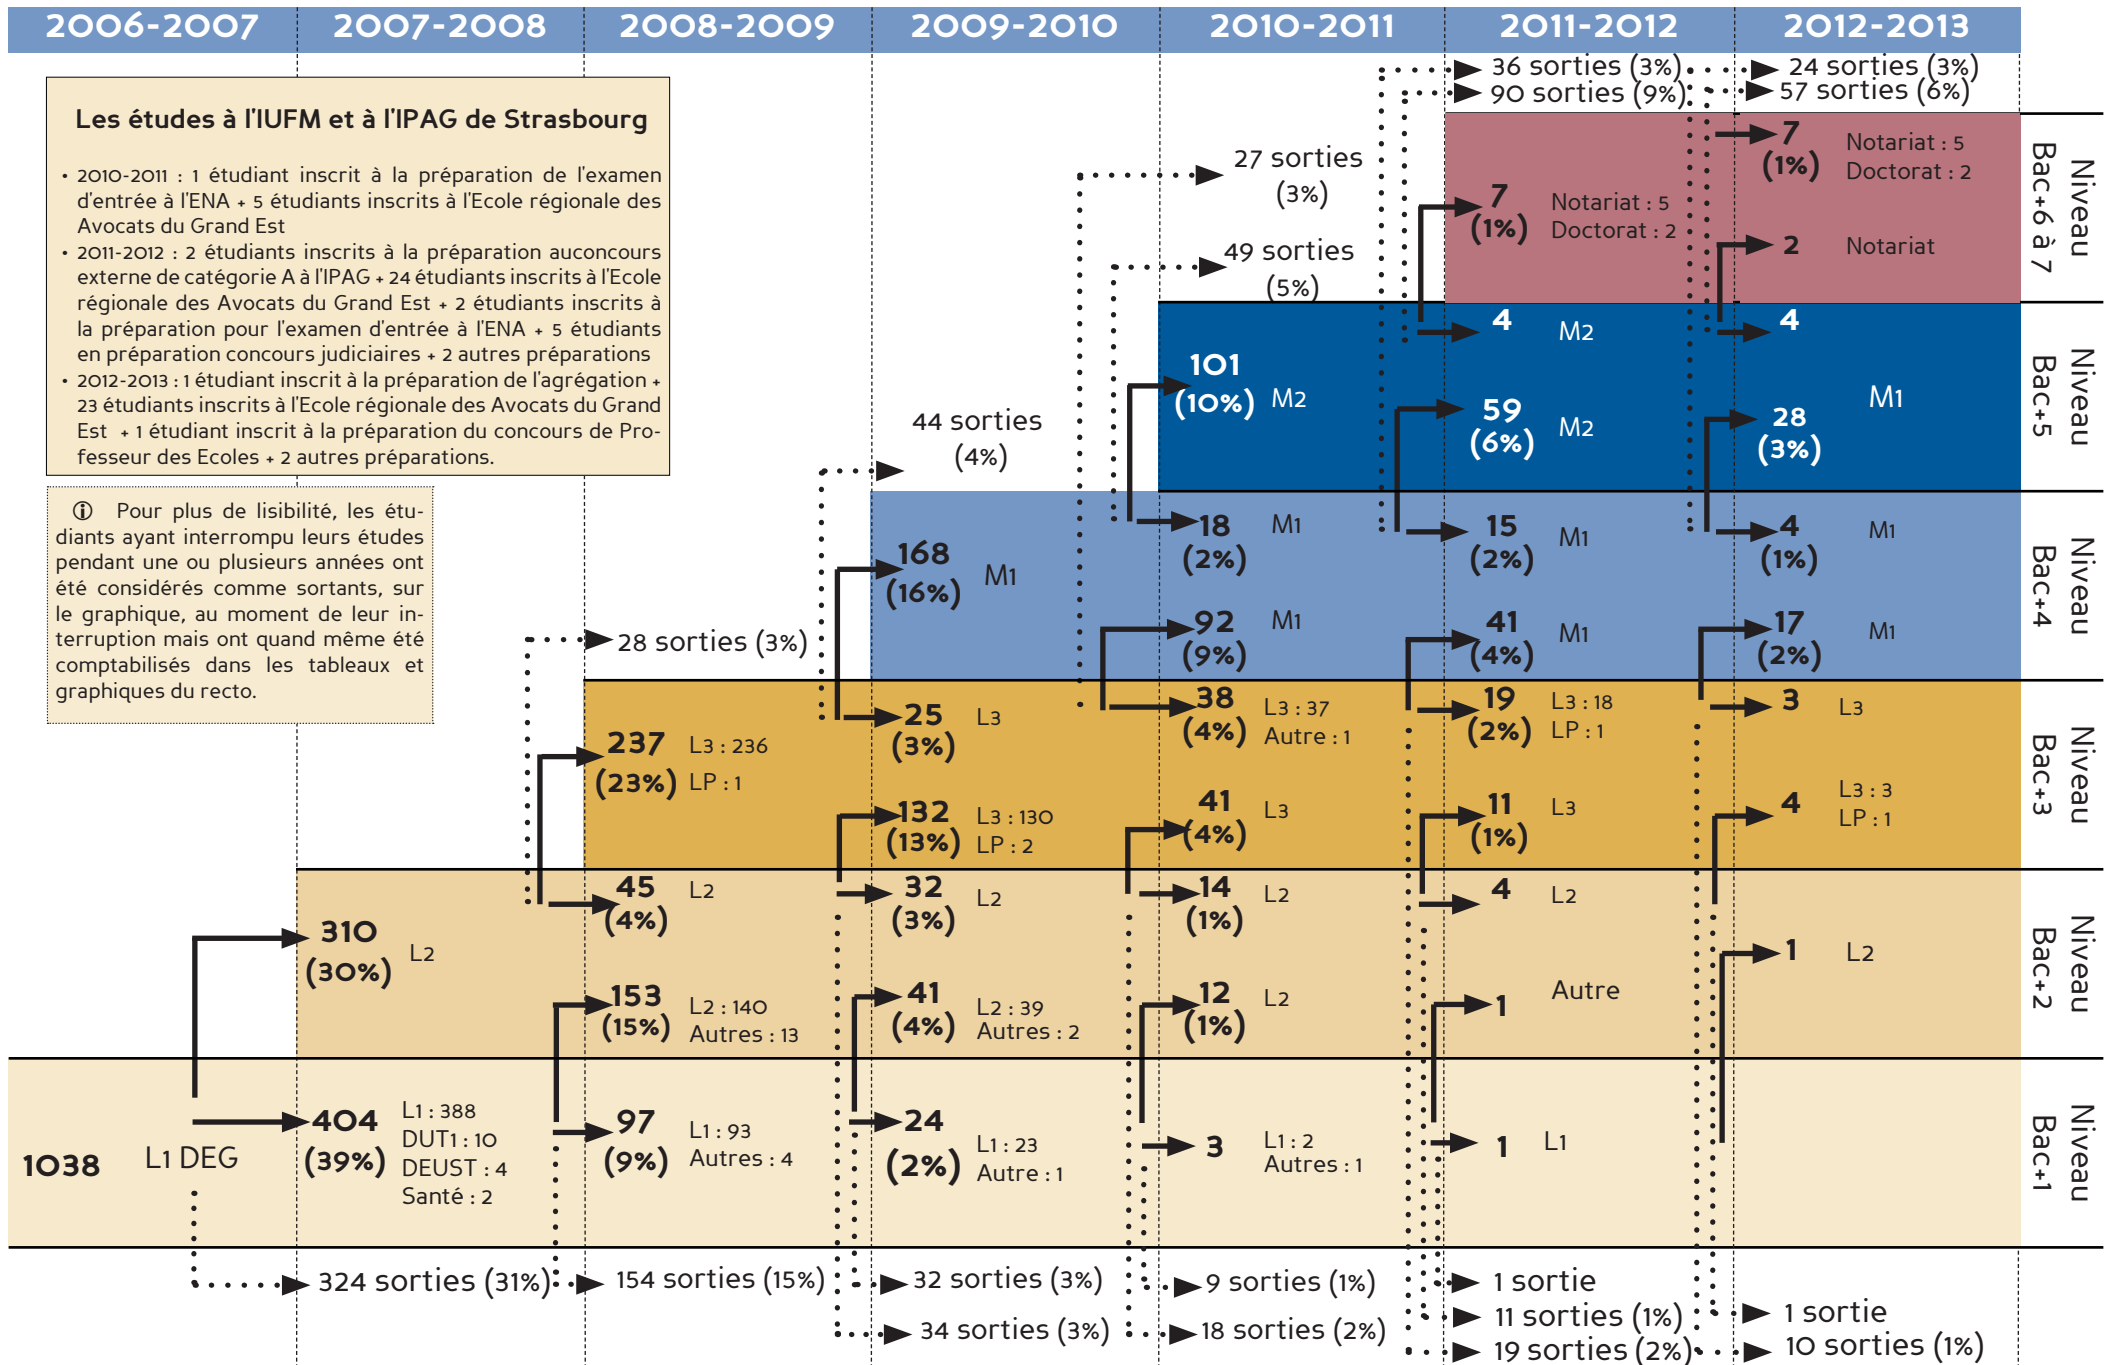 2006-2007
2007-2008
2008-2009
2009-2010
2010-2011
2011-2012
2012-2013
Les études à l'IUFM et à l'IPAG de Strasbourg
• 2010-2011 : 1 étudiant inscrit à la préparation de l'examen
d'entrée à l'ENA + 5 étudiants inscrits à l'Ecole régionale des
Avocats du Grand Est
• 2011-2012 : 2 étudiants inscrits à la préparation auconcours
externe de catégorie A à l'IPAG + 24 étudiants inscrits à l'Ecole
régionale des Avocats du Grand Est + 2 étudiants inscrits à
la préparation pour l'examen d'entrée à l'ENA + 5 étudiants
en préparation concours judiciaires + 2 autres préparations
• 2012-2013 : 1 étudiant inscrit à la préparation de l'agrégation +
23 étudiants inscrits à l'Ecole régionale des Avocats du Grand
Est + 1 étudiant inscrit à la préparation du concours de Pro-
fesseur des Ecoles + 2 autres préparations.
ⓘ Pour plus de lisibilité, les étu-
diants ayant interrompu leurs études
pendant une ou plusieurs années ont
été considérés comme sortants, sur
le graphique, au moment de leur in-
terruption mais ont quand même été
comptabilisés dans les tableaux et
graphiques du recto.
1038
L1 DEG
310
(30%)
L2
404
(39%)
L1 : 388
DUT1 : 10
DEUST : 4
Santé : 2
324 sorties (31%)
28 sorties (3%)
237
(23%)
L3 : 236
LP : 1
45
(4%)
L2
153
(15%)
L2 : 140
Autres : 13
97
(9%)
L1 : 93
Autres : 4
154 sorties (15%)
44 sorties
(4%)
168
(16%)
M1
25
(3%)
L3
132
(13%)
L3 : 130
LP : 2
32
(3%)
L2
41
(4%)
L2 : 39
Autres : 2
24
(2%)
L1 : 23
Autre : 1
32 sorties (3%)
34 sorties (3%)
27 sorties
(3%)
49 sorties
(5%)
101
(10%)
M2
18
(2%)
M1
92
(9%)
M1
38
(4%)
L3 : 37
Autre : 1
41
(4%)
L3
14
(1%)
L2
12
(1%)
L2
3
L1 : 2
Autres : 1
9 sorties (1%)
18 sorties (2%)
36 sorties (3%)
90 sorties (9%)
7
(1%)
Notariat : 5
Doctorat : 2
4
M2
59
(6%)
M2
15
(2%)
M1
41
(4%)
M1
19
(2%)
L3 : 18
LP : 1
11
(1%)
L3
4
L2
1
Autre
1
L1
1 sortie
11 sorties (1%)
19 sorties (2%)
24 sorties (3%)
57 sorties (6%)
7
(1%)
Notariat : 5
Doctorat : 2
2
Notariat
4
M1
28
(3%)
4
(1%)
M1
17
(2%)
M1
3
L3
4
L3 : 3
LP : 1
1
L2
1 sortie
10 sorties (1%)
Niveau
Bac+6 à 7
Niveau
Bac+5
Niveau
Bac+4
Niveau
Bac+3
Niveau
Bac+2
Niveau
Bac+1